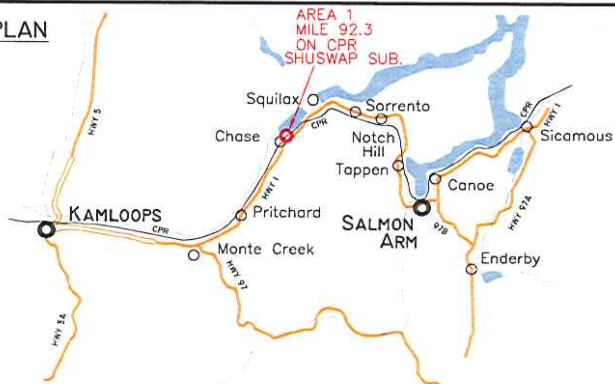 PLAN
AREA 1
MILE 92.3
ON CPR
SHUSWAP SUB.
HWY 5
Squilax
Sorrento
CPR
HWY 1
Chase
CPR
Notch
Hill
Sicamous
Tappen
HWY 1
Canoe
KAMLOOPS
Pritchard
SALMON
ARM
97B
HWY 97A
CPR
Monte Creek
Enderby
HWY 97
HWY 5A